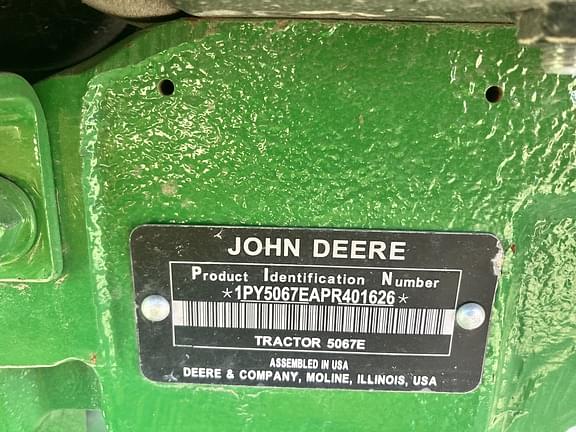 JOHN DEERE
Product Identification Number
*1PY5067EAPR401626*
TRACTOR 5067E
ASSEMBLED IN USA
DEERE & COMPANY, MOLINE, ILLINOIS, USA